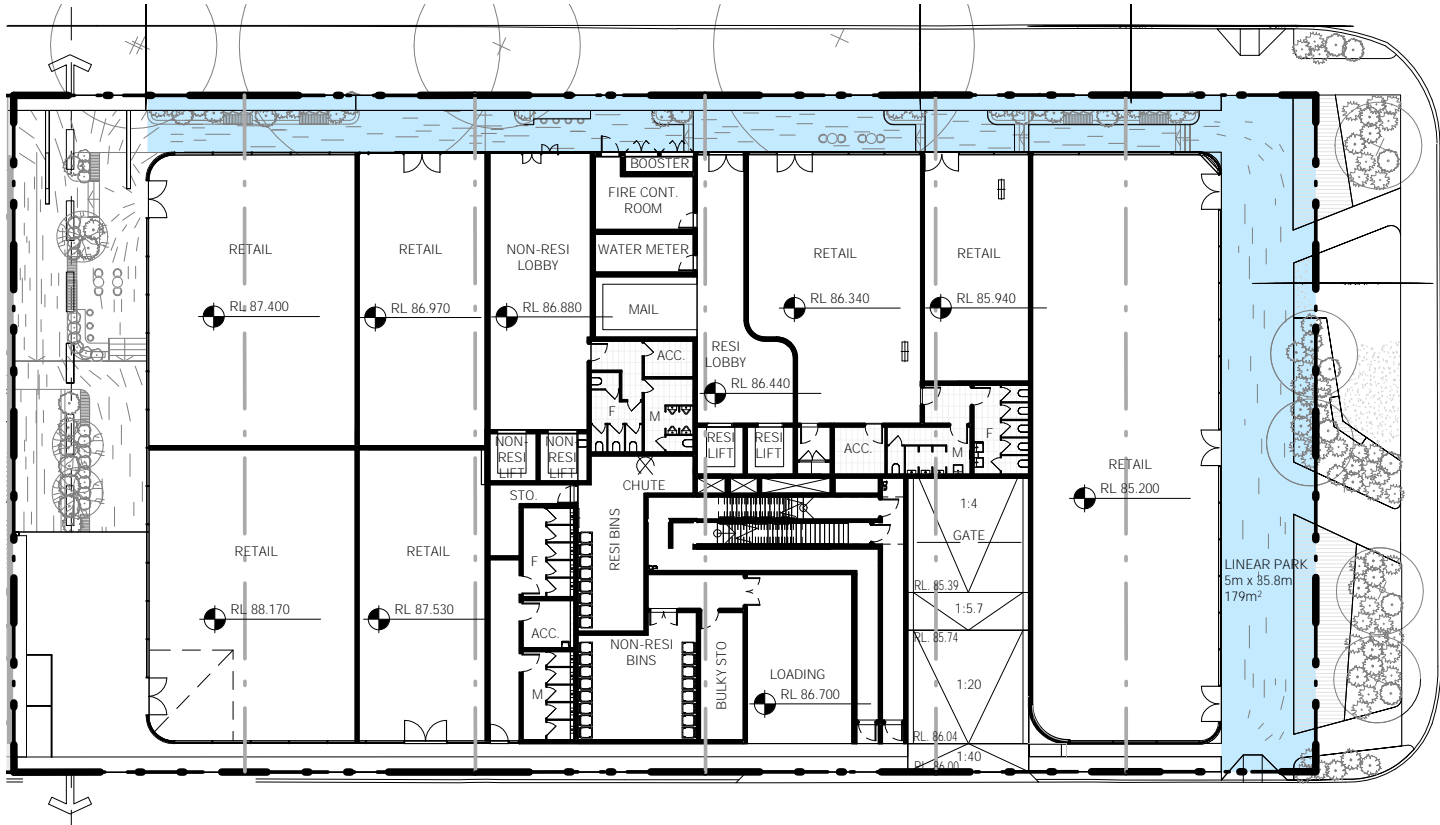 BOOSTER
FIRE CONT.
ROOM
RETAIL
RETAIL
NON-RESI
LOBBY
WATER METER
RETAIL
RETAIL
RL 87.400
RL 86.970
RL 86.880
MAIL
RL 86.340
RL 85.940
ACC.
RESI
LOBBY
RL 86.440
F
M
NON-
RESI
LIFT
NON-
RESI
LIFT
RESI
LIFT
RESI
LIFT
ACC.
M
F
RETAIL
RL 85.200
STO.
CHUTE
RESI BINS
1:4
GATE
RETAIL
RETAIL
F
LINEAR PARK
5m x 35.8m
179m²
RL. 85.39
1:5.7
RL 88.170
RL 87.530
ACC.
RL. 85.74
NON-RESI
BINS
BULKY STO
LOADING
RL 86.700
M
1:20
RL. 86.04
1:40
RL. 86.00